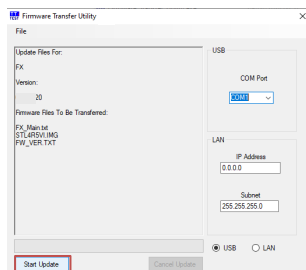 Firmware Transfer Utility
File
Update Files For:
FX
Version:
20
Firmware Files To Be Transferred:
FX_Main.txt
STL4R5VI.IMG
FW_VER.TXT
USB
COM Port
COM1
LAN
IP Address
0.0.0.0
Subnet
255.255.255.0
USB
LAN
Start Update
Cancel Update